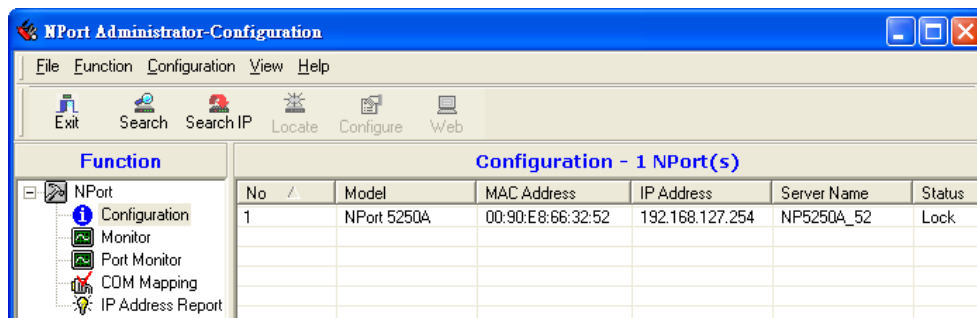 NPort Administrator-Configuration
File Function Configuration View Help
Exit Search Search IP Locate Configure Web
Function
Configuration - 1 NPort(s)
NPort
Configuration
Monitor
Port Monitor
COM Mapping
IP Address Report
No Model MAC Address IP Address Server Name Status
1 NPort 5250A 00:90:E8:66:32:52 192.168.127.254 NP5250A_52 Lock